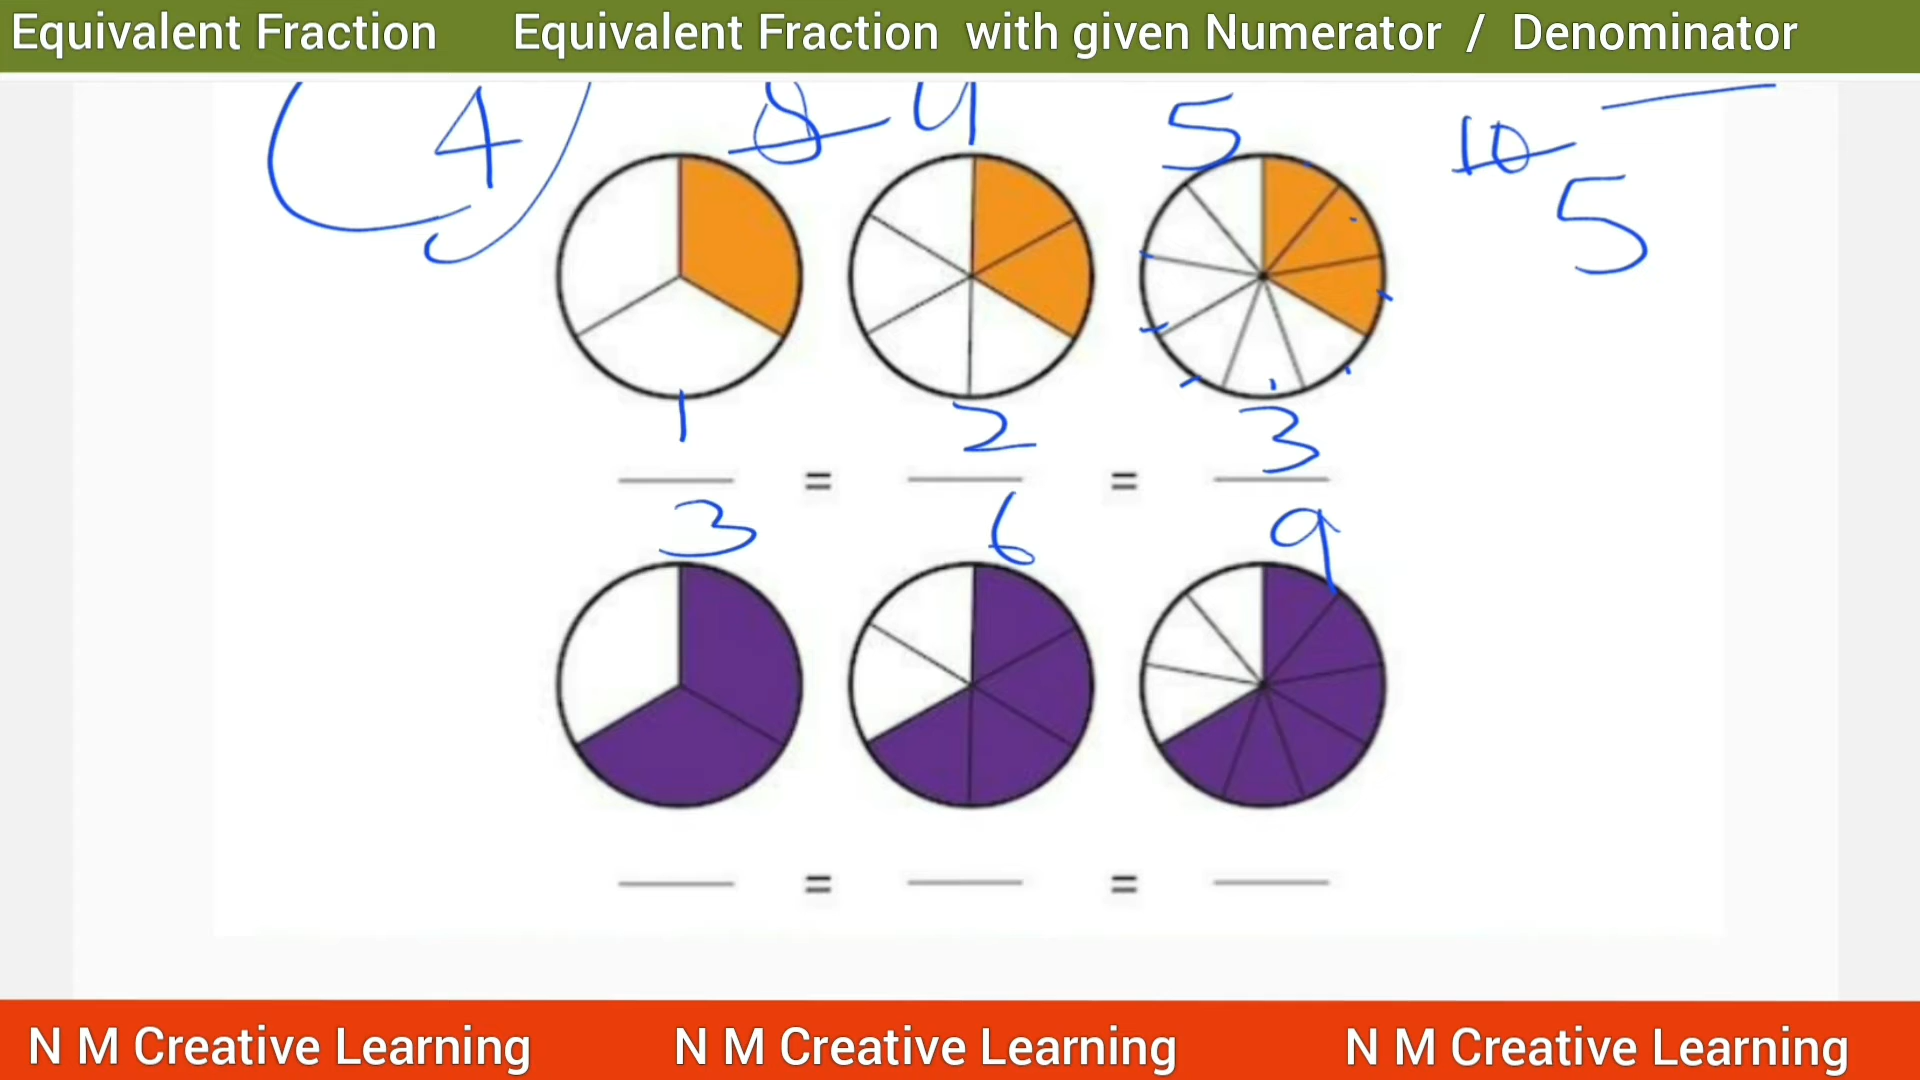 Equivalent Fraction Equivalent Fraction with given Numerator / Denominator
4 8 4 5 10
5
1 2 3
= =
3 6 9
= =
N M Creative Learning N M Creative Learning N M Creative Learning